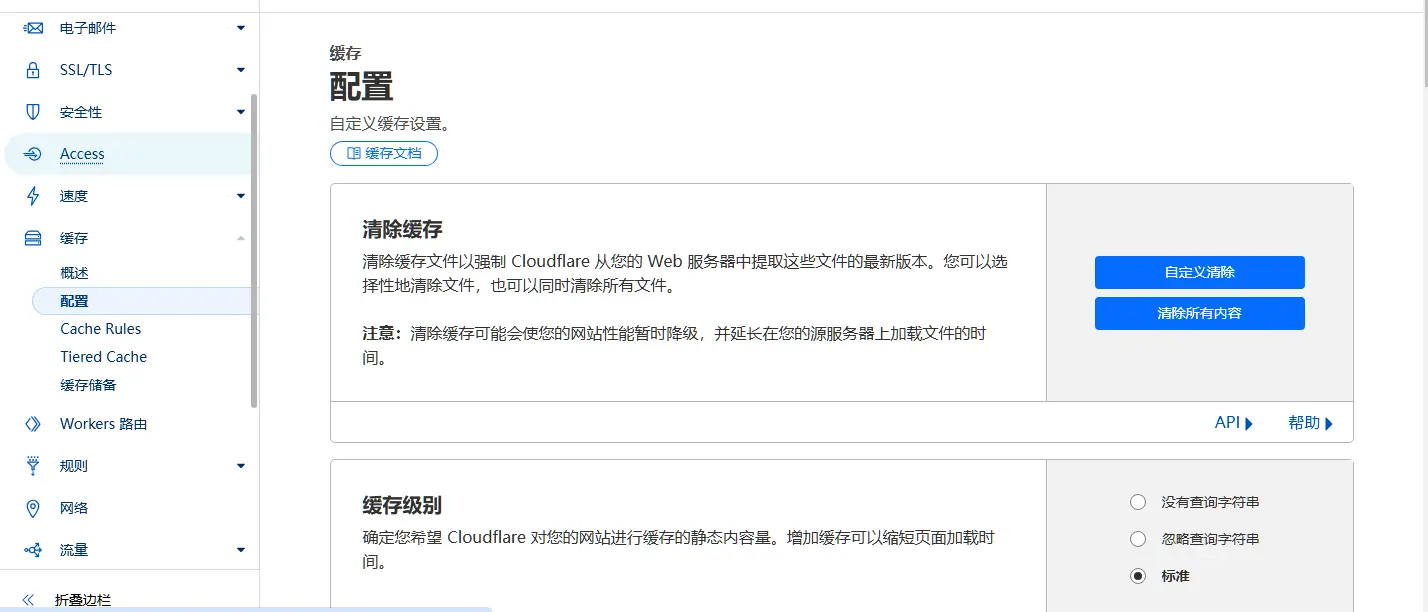 电子邮件
SSL/TLS
安全性
Access
速度
缓存
概述
配置
Cache Rules
Tiered Cache
缓存储备
Workers 路由
规则
网络
流量
折叠边栏
缓存
配置
自定义缓存设置。
缓存文档
清除缓存
清除缓存文件以强制 Cloudflare 从您的 Web 服务器中提取这些文件的最新版本。您可以选
择性地清除文件，也可以同时清除所有文件。
注意：清除缓存可能会使您的网站性能暂时降级，并延长在您的源服务器上加载文件的时
间。
自定义清除
清除所有内容
API
帮助
缓存级别
确定您希望 Cloudflare 对您的网站进行缓存的静态内容量。增加缓存可以缩短页面加载时
间。
没有查询字符串
忽略查询字符串
标准